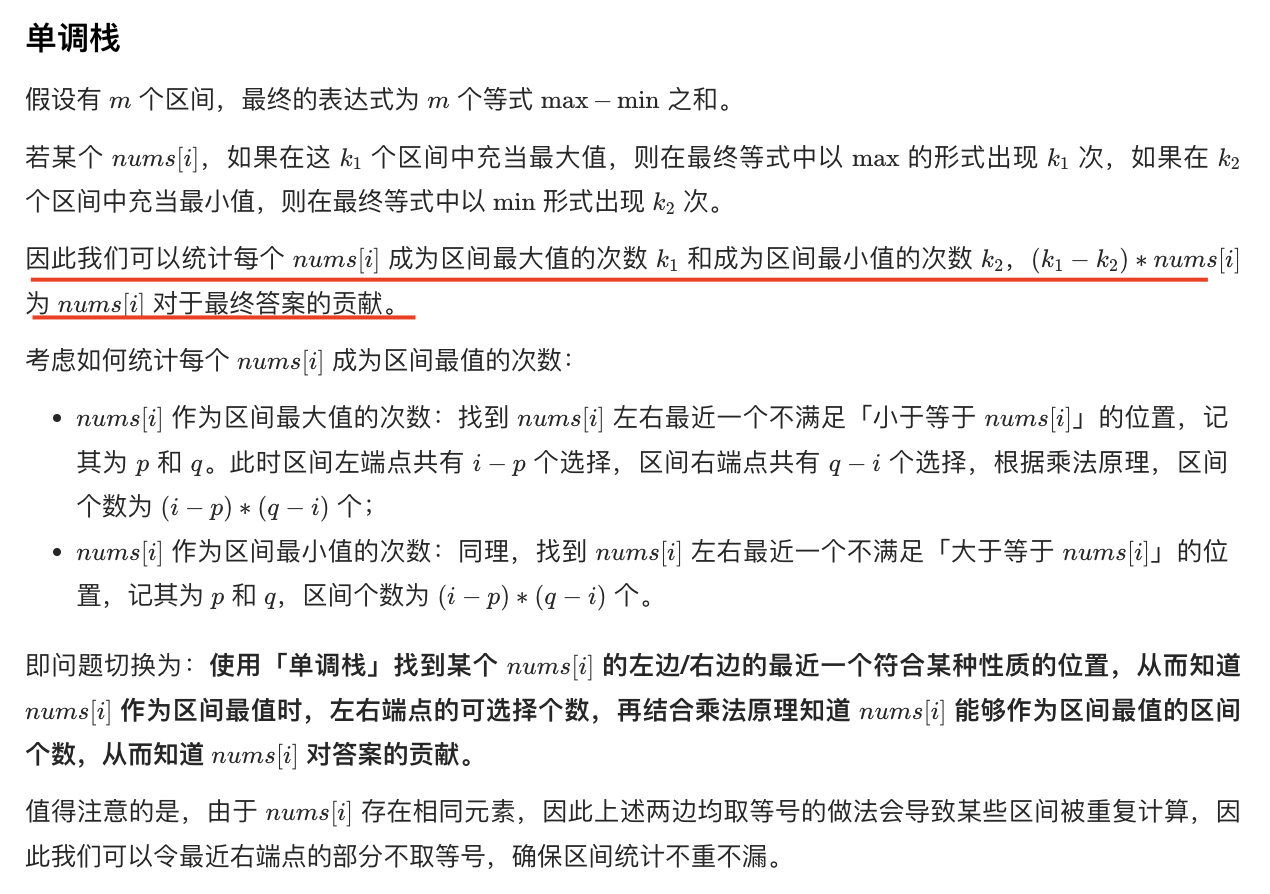 单调栈
假设有 m 个区间，最终的表达式为 m 个等式 max − min 之和。
若某个 nums[i]，如果在这 k₁ 个区间中充当最大值，则在最终等式中以 max 的形式出现 k₁ 次，如果在 k₂
个区间中充当最小值，则在最终等式中以 min 形式出现 k₂ 次。
因此我们可以统计每个 nums[i] 成为区间最大值的次数 k₁ 和成为区间最小值的次数 k₂，(k₁ − k₂) ∗ nums[i]
为 nums[i] 对于最终答案的贡献。
考虑如何统计每个 nums[i] 成为区间最值的次数：
• nums[i] 作为区间最大值的次数：找到 nums[i] 左右最近一个不满足「小于等于 nums[i]」的位置，记
其为 p 和 q。此时区间左端点共有 i − p 个选择，区间右端点共有 q − i 个选择，根据乘法原理，区间
个数为 (i − p) ∗ (q − i) 个；
• nums[i] 作为区间最小值的次数：同理，找到 nums[i] 左右最近一个不满足「大于等于 nums[i]」的位
置，记其为 p 和 q，区间个数为 (i − p) ∗ (q − i) 个。
即问题切换为：使用「单调栈」找到某个 nums[i] 的左边/右边的最近一个符合某种性质的位置，从而知道
nums[i] 作为区间最值时，左右端点的可选择个数，再结合乘法原理知道 nums[i] 能够作为区间最值的区间
个数，从而知道 nums[i] 对答案的贡献。
值得注意的是，由于 nums[i] 存在相同元素，因此上述两边均取等号的做法会导致某些区间被重复计算，因
此我们可以令最近右端点的部分不取等号，确保区间统计不重不漏。